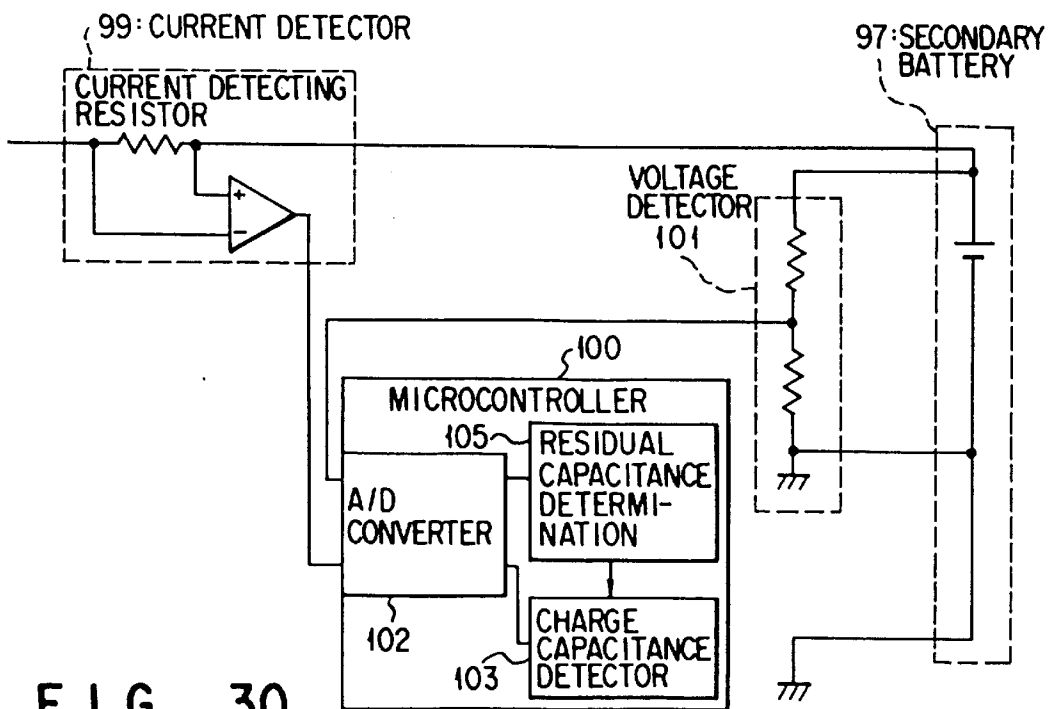 99: CURRENT DETECTOR
CURRENT DETECTING
RESISTOR
+
−
97: SECONDARY
BATTERY
VOLTAGE
DETECTOR
101
100
MICROCONTROLLER
105
RESIDUAL
CAPACITANCE
DETERMI-
NATION
A/D
CONVERTER
102
CHARGE
CAPACITANCE
DETECTOR
103
FIG. 30